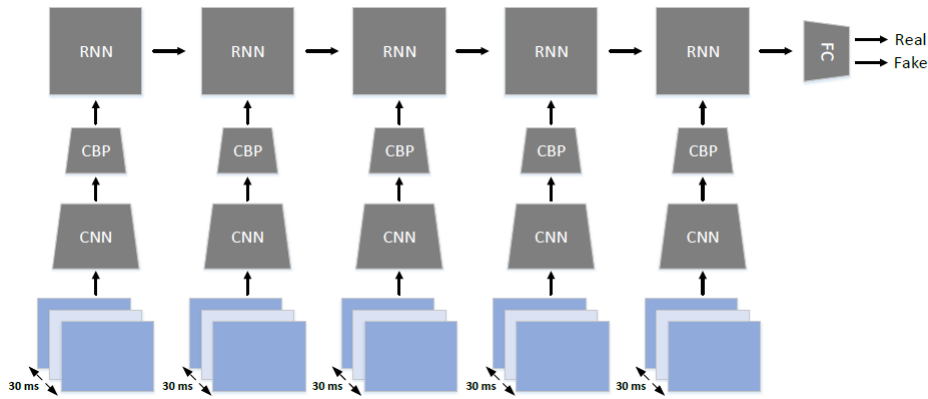 RNN RNN RNN RNN RNN FC Real
Fake
CBP CBP CBP CBP CBP
CNN CNN CNN CNN CNN
30 ms 30 ms 30 ms 30 ms 30 ms